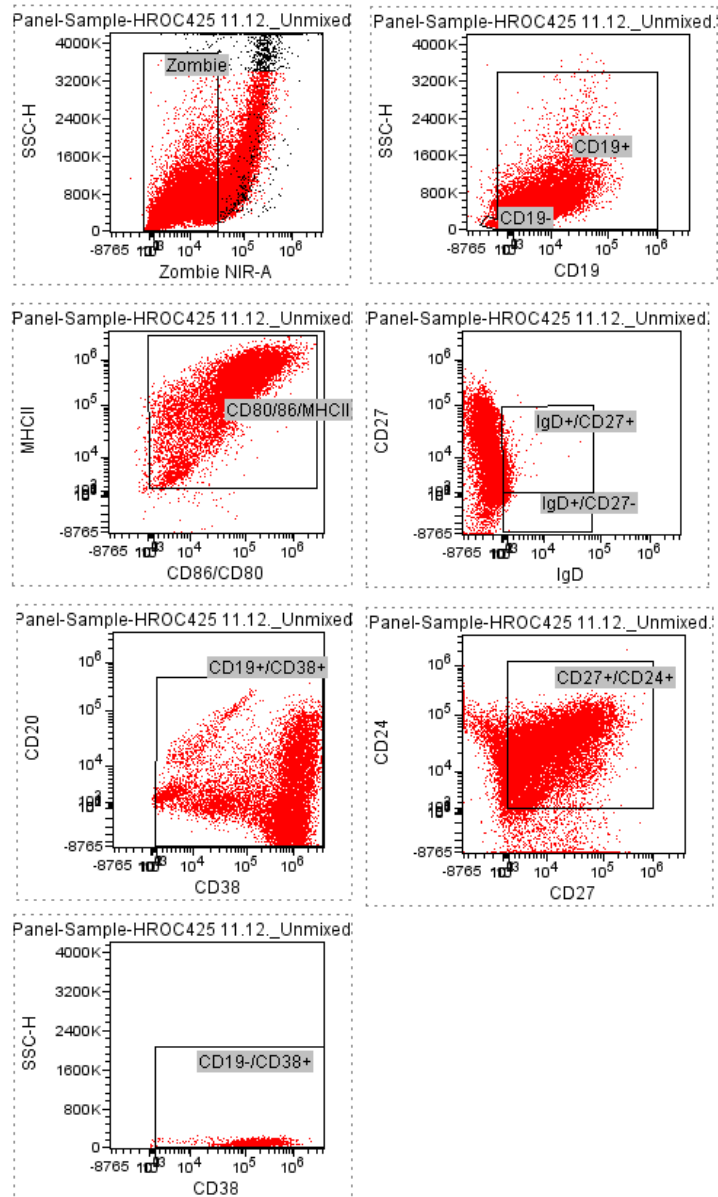 Panel-Sample-HROC425 11.12._Unmixed
4000K
3200K
2400K
1600K
800K
0
SSC-H
Zombie
-8765
10^4
10^5
10^6
Zombie NIR-A
Panel-Sample-HROC425 11.12._Unmixed.
4000K
3200K
2400K
1600K
800K
0
SSC-H
CD19+
CD19-
-8765
10^4
10^5
10^6
CD19
Panel-Sample-HROC425 11.12._Unmixed
10^6
10^5
10^4
-8765
MHCII
CD80/86/MHCII
-8765
10^4
10^5
10^6
CD86/CD80
Panel-Sample-HROC425 11.12._Unmixed.
10^6
10^5
10^4
-8765
CD27
IgD+/CD27+
IgD+/CD27-
-8765
10^4
10^5
10^6
IgD
Panel-Sample-HROC425 11.12._Unmixed
10^6
10^5
10^4
-8765
CD20
CD19+/CD38+
-8765
10^4
10^5
10^6
CD38
Panel-Sample-HROC425 11.12._Unmixed.
10^6
10^5
10^4
-8765
CD24
CD27+/CD24+
-8765
10^4
10^5
10^6
CD27
Panel-Sample-HROC425 11.12._Unmixed
4000K
3200K
2400K
1600K
800K
0
SSC-H
CD19-/CD38+
-8765
10^4
10^5
10^6
CD38